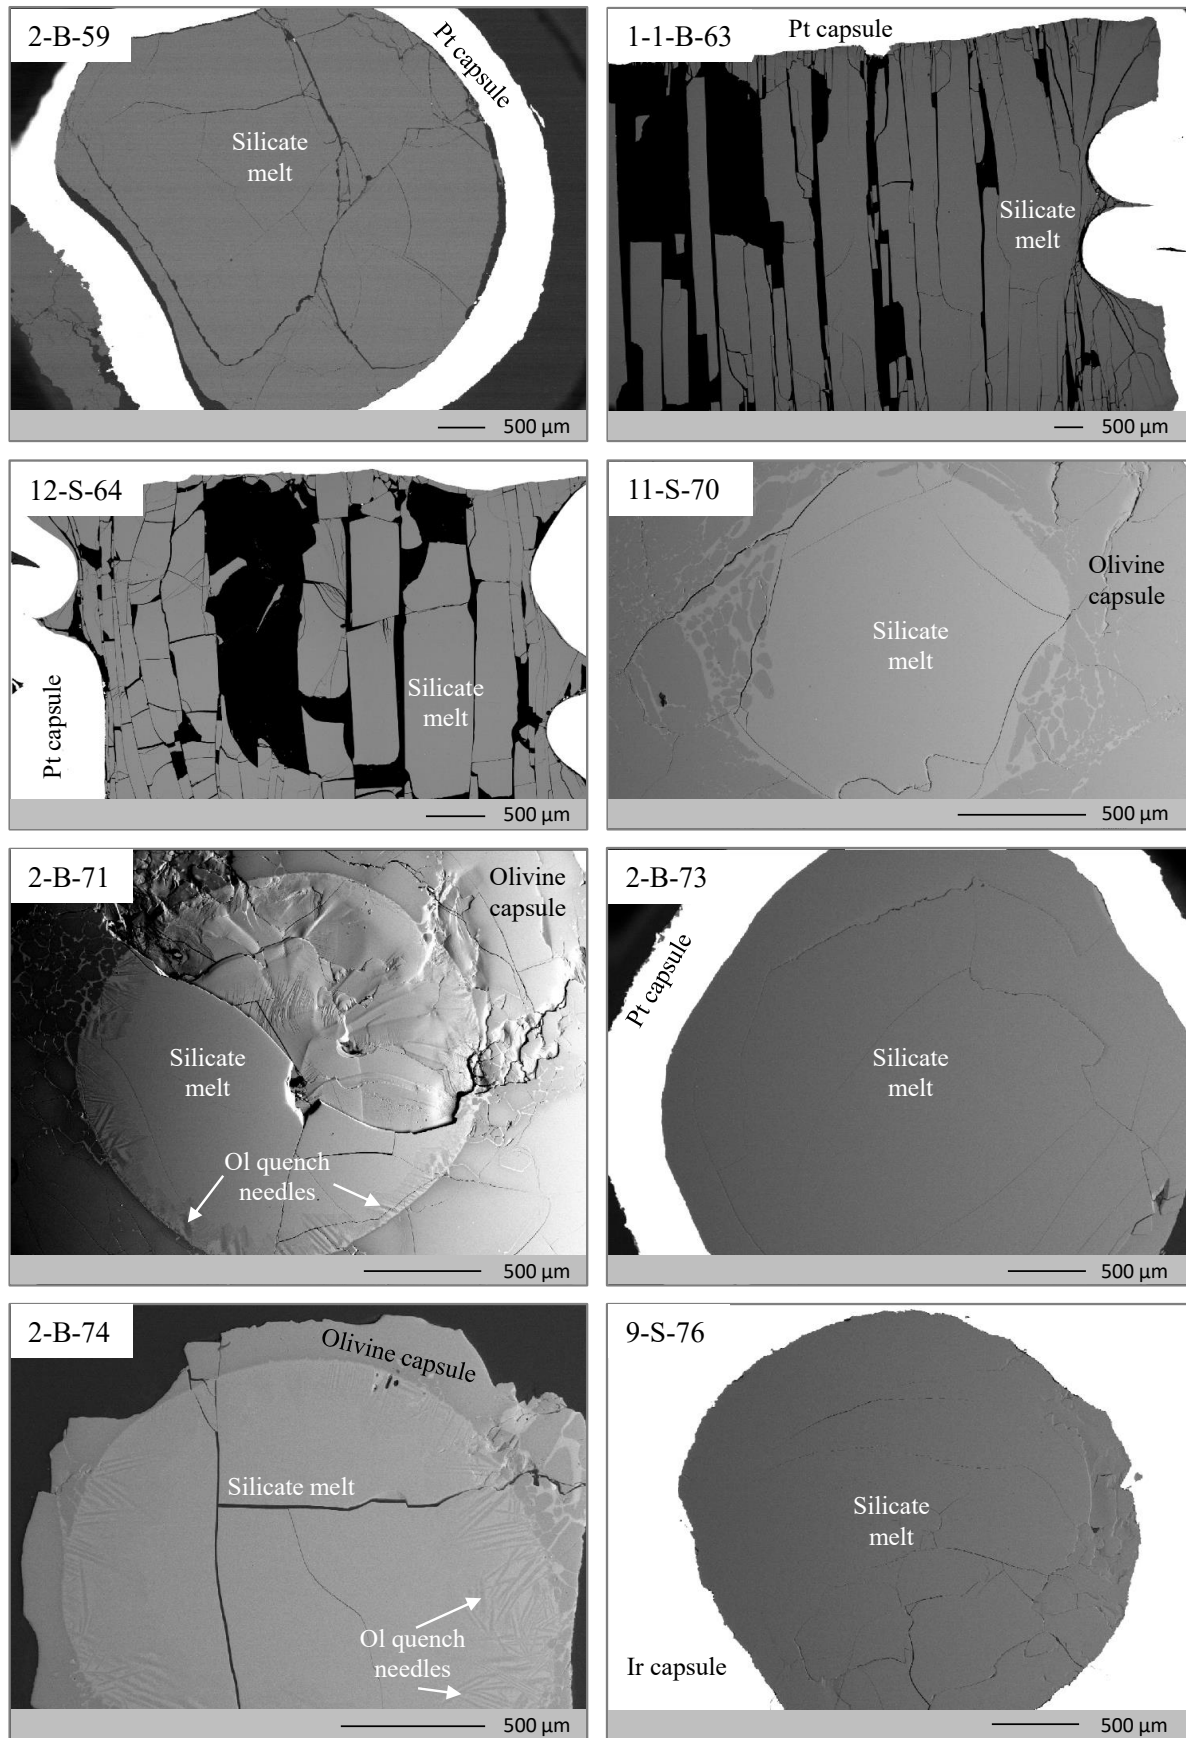 2-B-59
Pt capsule
Silicate
melt
500 µm
1-1-B-63
Pt capsule
Silicate
melt
500 µm
12-S-64
Silicate
melt
Pt capsule
500 µm
11-S-70
Olivine
capsule
Silicate
melt
500 µm
2-B-71
Olivine
capsule
Silicate
melt
Ol quench
needles
500 µm
2-B-73
Pt capsule
Silicate
melt
500 µm
2-B-74
Olivine capsule
Silicate melt
Ol quench
needles
500 µm
9-S-76
Silicate
melt
Ir capsule
500 µm